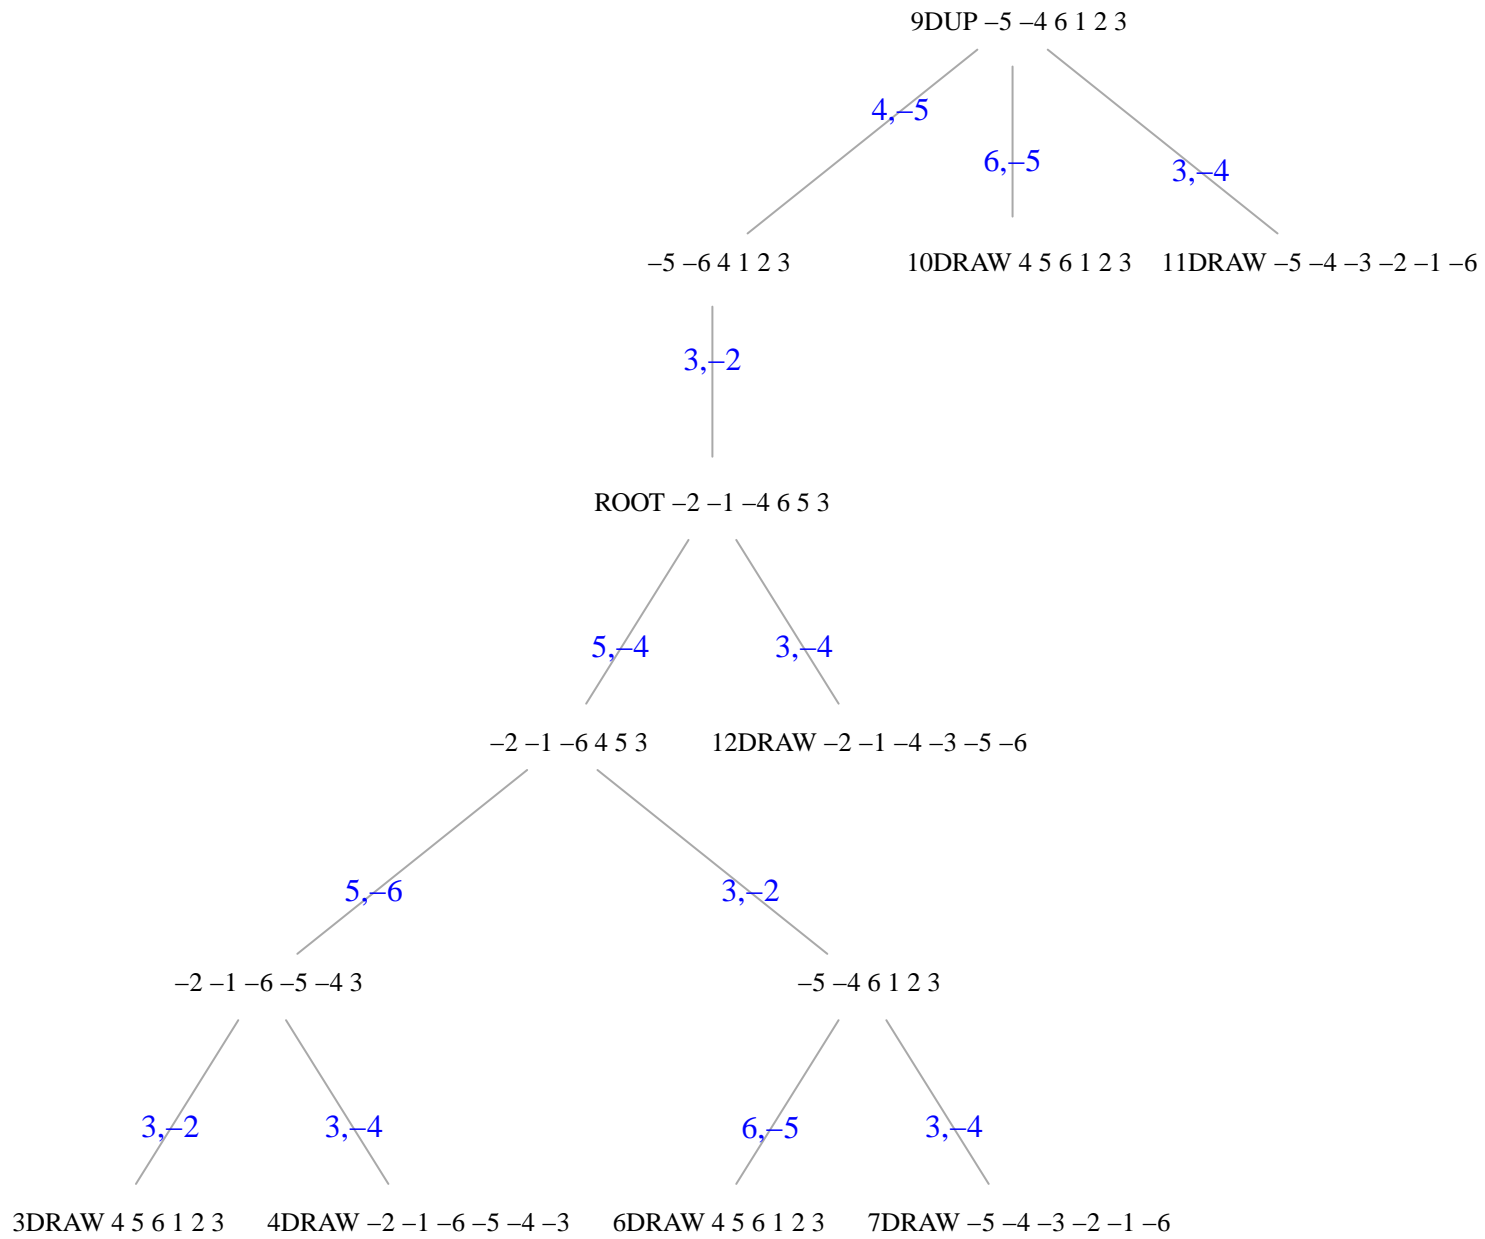 9DUP –5 –4 6 1 2 3
4,–5
6,–5
3,–4
–5 –6 4 1 2 3
10DRAW 4 5 6 1 2 3
11DRAW –5 –4 –3 –2 –1 –6
3,–2
ROOT –2 –1 –4 6 5 3
5,–4
3,–4
–2 –1 –6 4 5 3
12DRAW –2 –1 –4 –3 –5 –6
5,–6
3,–2
–2 –1 –6 –5 –4 3
–5 –4 6 1 2 3
3,–2
3,–4
6,–5
3,–4
3DRAW 4 5 6 1 2 3
4DRAW –2 –1 –6 –5 –4 –3
6DRAW 4 5 6 1 2 3
7DRAW –5 –4 –3 –2 –1 –6